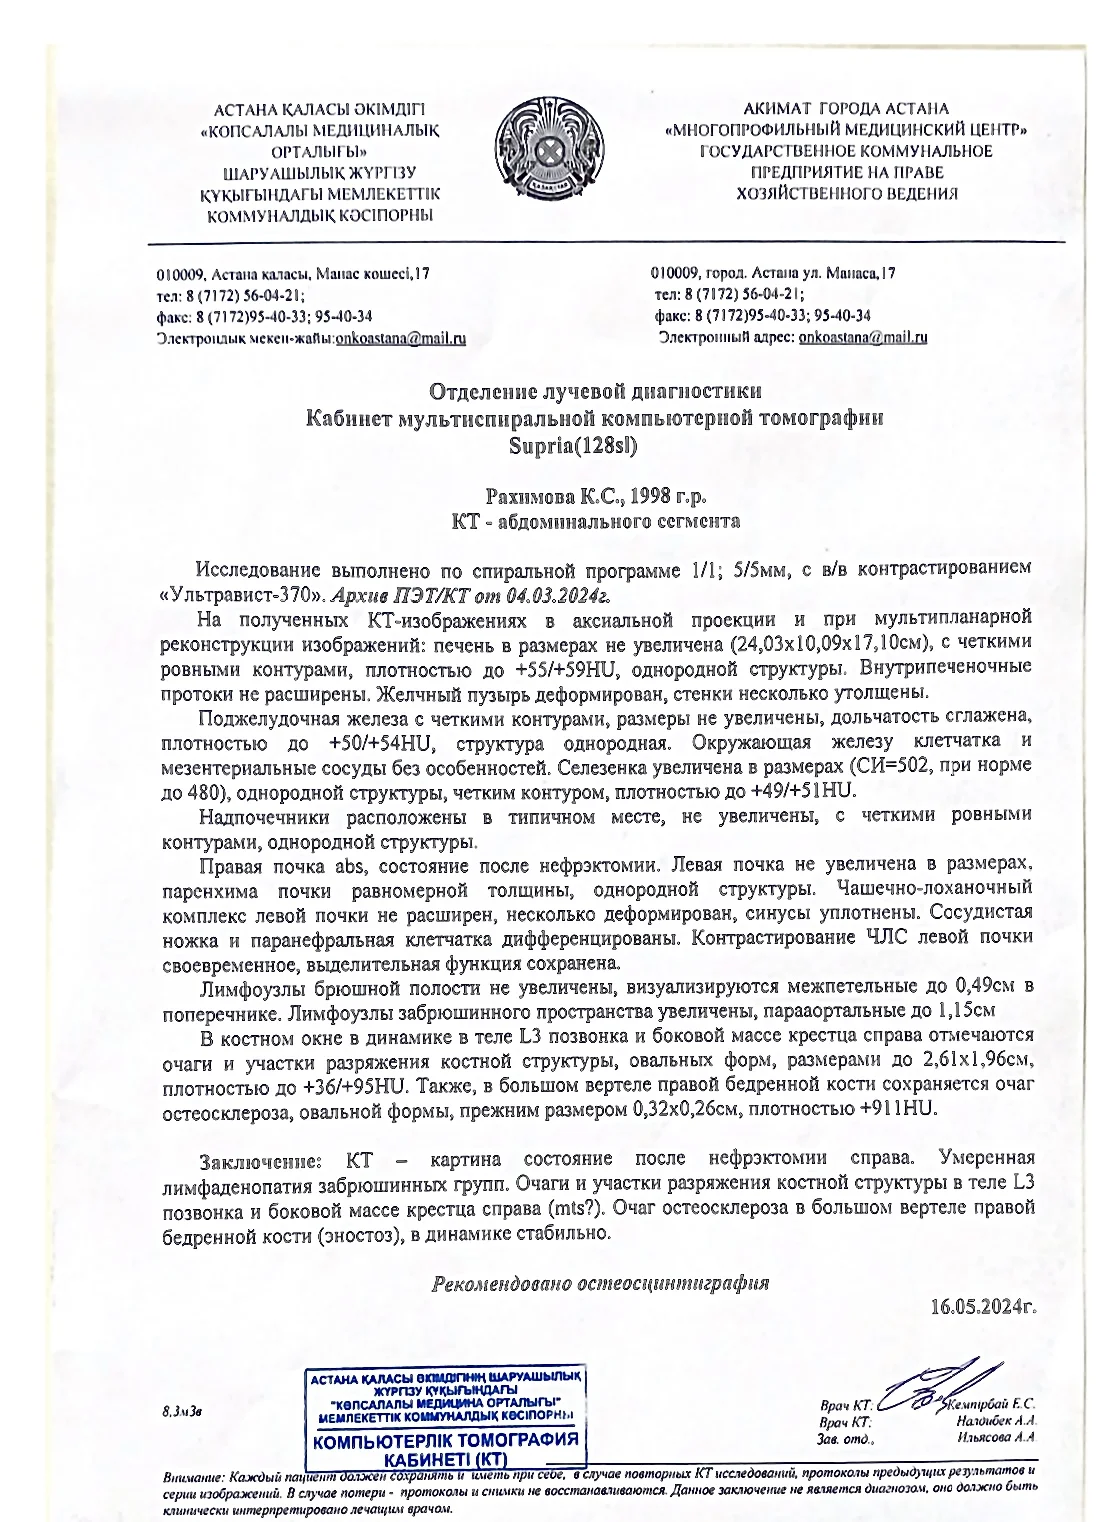 АСТАНА ҚАЛАСЫ ӘКІМДІГІ
«КОПСАЛАЛЫ МЕДИЦИНАЛЫҚ
ОРТАЛЫҒЫ»
ШАРУАШЫЛЫҚ ЖҮРГІЗУ
ҚҰҚЫҒЫНДАҒЫ МЕМЛЕКЕТТІК
КОММУНАЛДЫҚ КӘСІПОРНЫ
ҚАЗАҚСТАН
АКИМАТ ГОРОДА АСТАНА
«МНОГОПРОФИЛЬНЫЙ МЕДИЦИНСКИЙ ЦЕНТР»
ГОСУДАРСТВЕННОЕ КОММУНАЛЬНОЕ
ПРЕДПРИЯТИЕ НА ПРАВЕ
ХОЗЯЙСТВЕННОГО ВЕДЕНИЯ
010009, Астана қаласы, Манас көшесі,17
тел: 8 (7172) 56-04-21;
факс: 8 (7172)95-40-33; 95-40-34
Электрондық мекен-жайы:onkoastana@mail.ru
010009, город. Астана ул. Манаса,17
тел: 8 (7172) 56-04-21;
факс: 8 (7172)95-40-33; 95-40-34
Электронный адрес: onkoastana@mail.ru
Отделение лучевой диагностики
Кабинет мультиспиральной компьютерной томографии
Supria(128sl)
Рахимова К.С., 1998 г.р.
КТ - абдоминального сегмента
Исследование выполнено по спиральной программе 1/1; 5/5мм, с в/в контрастированием
«Ультравист-370». Архив ПЭТ/КТ от 04.03.2024г.
На полученных КТ-изображениях в аксиальной проекции и при мультипланарной
реконструкции изображений: печень в размерах не увеличена (24,03х10,09х17,10см), с четкими
ровными контурами, плотностью до +55/+59HU, однородной структуры. Внутрипеченочные
протоки не расширены. Желчный пузырь деформирован, стенки несколько утолщены.
Поджелудочная железа с четкими контурами, размеры не увеличены, дольчатость сглажена,
плотностью до +50/+54HU, структура однородная. Окружающая железу клетчатка и
мезентериальные сосуды без особенностей. Селезенка увеличена в размерах (СИ=502, при норме
до 480), однородной структуры, четким контуром, плотностью до +49/+51HU.
Надпочечники расположены в типичном месте, не увеличены, с четкими ровными
контурами, однородной структуры.
Правая почка abs, состояние после нефрэктомии. Левая почка не увеличена в размерах,
паренхима почки равномерной толщины, однородной структуры. Чашечно-лоханочный
комплекс левой почки не расширен, несколько деформирован, синусы уплотнены. Сосудистая
ножка и паранефральная клетчатка дифференцированы. Контрастирование ЧЛС левой почки
своевременное, выделительная функция сохранена.
Лимфоузлы брюшной полости не увеличены, визуализируются межпетельные до 0,49см в
поперечнике. Лимфоузлы забрюшинного пространства увеличены, парааортальные до 1,15см
В костном окне в динамике в теле L3 позвонка и боковой массе крестца справа отмечаются
очаги и участки разряжения костной структуры, овальных форм, размерами до 2,61х1,96см,
плотностью до +36/+95HU. Также, в большом вертеле правой бедренной кости сохраняется очаг
остеосклероза, овальной формы, прежним размером 0,32х0,26см, плотностью +911HU.
Заключение: КТ – картина состояние после нефрэктомии справа. Умеренная
лимфаденопатия забрюшинных групп. Очаги и участки разряжения костной структуры в теле L3
позвонка и боковой массе крестца справа (mts?). Очаг остеосклероза в большом вертеле правой
бедренной кости (эностоз), в динамике стабильно.
Рекомендовано остеосцинтиграфия
16.05.2024г.
АСТАНА ҚАЛАСЫ ӘКІМДІГІНІҢ ШАРУАШЫЛЫҚ
ЖҮРГІЗУ ҚҰҚЫҒЫНДАҒЫ
"КӨПСАЛАЛЫ МЕДИЦИНА ОРТАЛЫҒЫ"
МЕМЛЕКЕТТІК КОММУНАЛДЫҚ КӘСІПОРНЫ
КОМПЬЮТЕРЛІК ТОМОГРАФИЯ
КАБИНЕТІ (КТ)
8,3мЗв
Врач КТ: Кемпірбай Е.С.
Врач КТ: Налдибек А.А.
Зав. отд., Ильясова А.А
Внимание: Каждый пациент должен сохранять и иметь при себе, в случае повторных КТ исследований, протоколы предыдущих результатов и
серии изображений. В случае потери - протоколы и снимки не восстанавливаются. Данное заключение не является диагнозом, оно должно быть
клинически интерпретировано лечащим врачом.